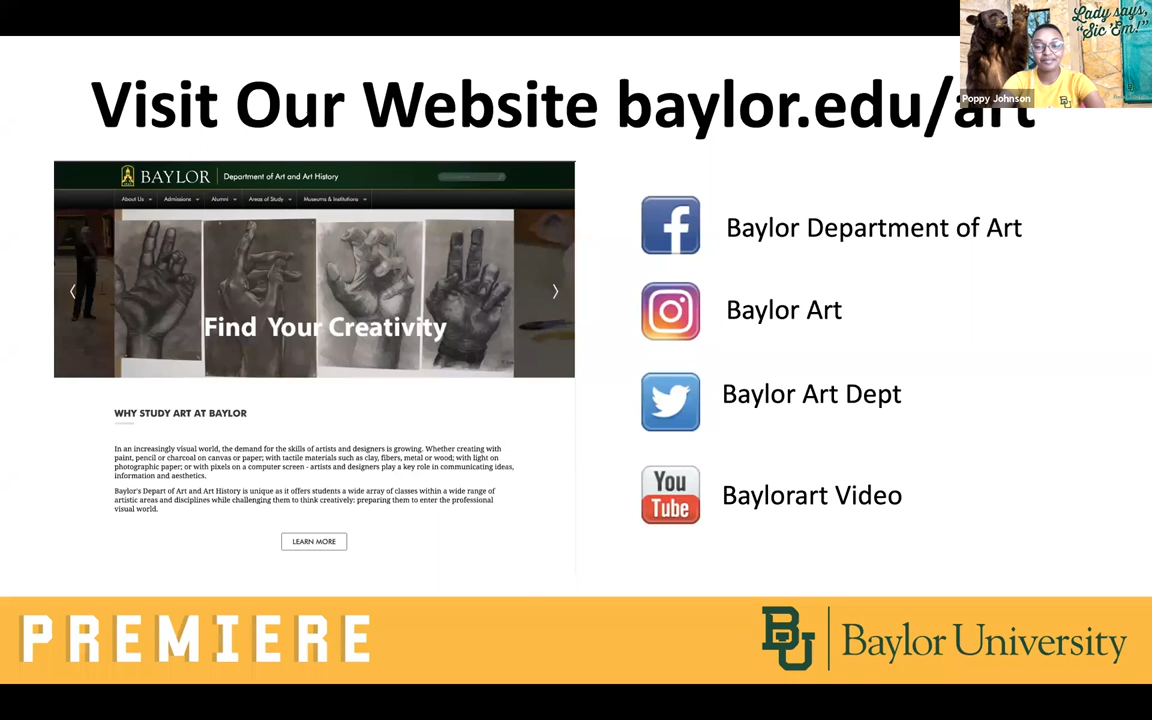 Lady says,
"Sic 'Em!"
Poppy Johnson
Visit Our Website baylor.edu/art
BAYLOR Department of Art and Art History
About Us Admissions Alumni Areas of Study Museums & Institutions
Find Your Creativity
WHY STUDY ART AT BAYLOR
In an increasingly visual world, the demand for the skills of artists and designers is growing. Whether creating with
paint, pencil or charcoal on canvas or paper; with tactile materials such as clay, fibers, metal or wood; with light on
photographic paper; or with pixels on a computer screen - artists and designers play a key role in communicating ideas,
information and aesthetics.
Baylor's Depart of Art and Art History is unique as it offers students a wide array of classes within a wide range of
artistic areas and disciplines while challenging them to think creatively: preparing them to enter the professional
visual world.
LEARN MORE
Baylor Department of Art
Baylor Art
Baylor Art Dept
You
Tube
Baylorart Video
PREMIERE
BU Baylor University